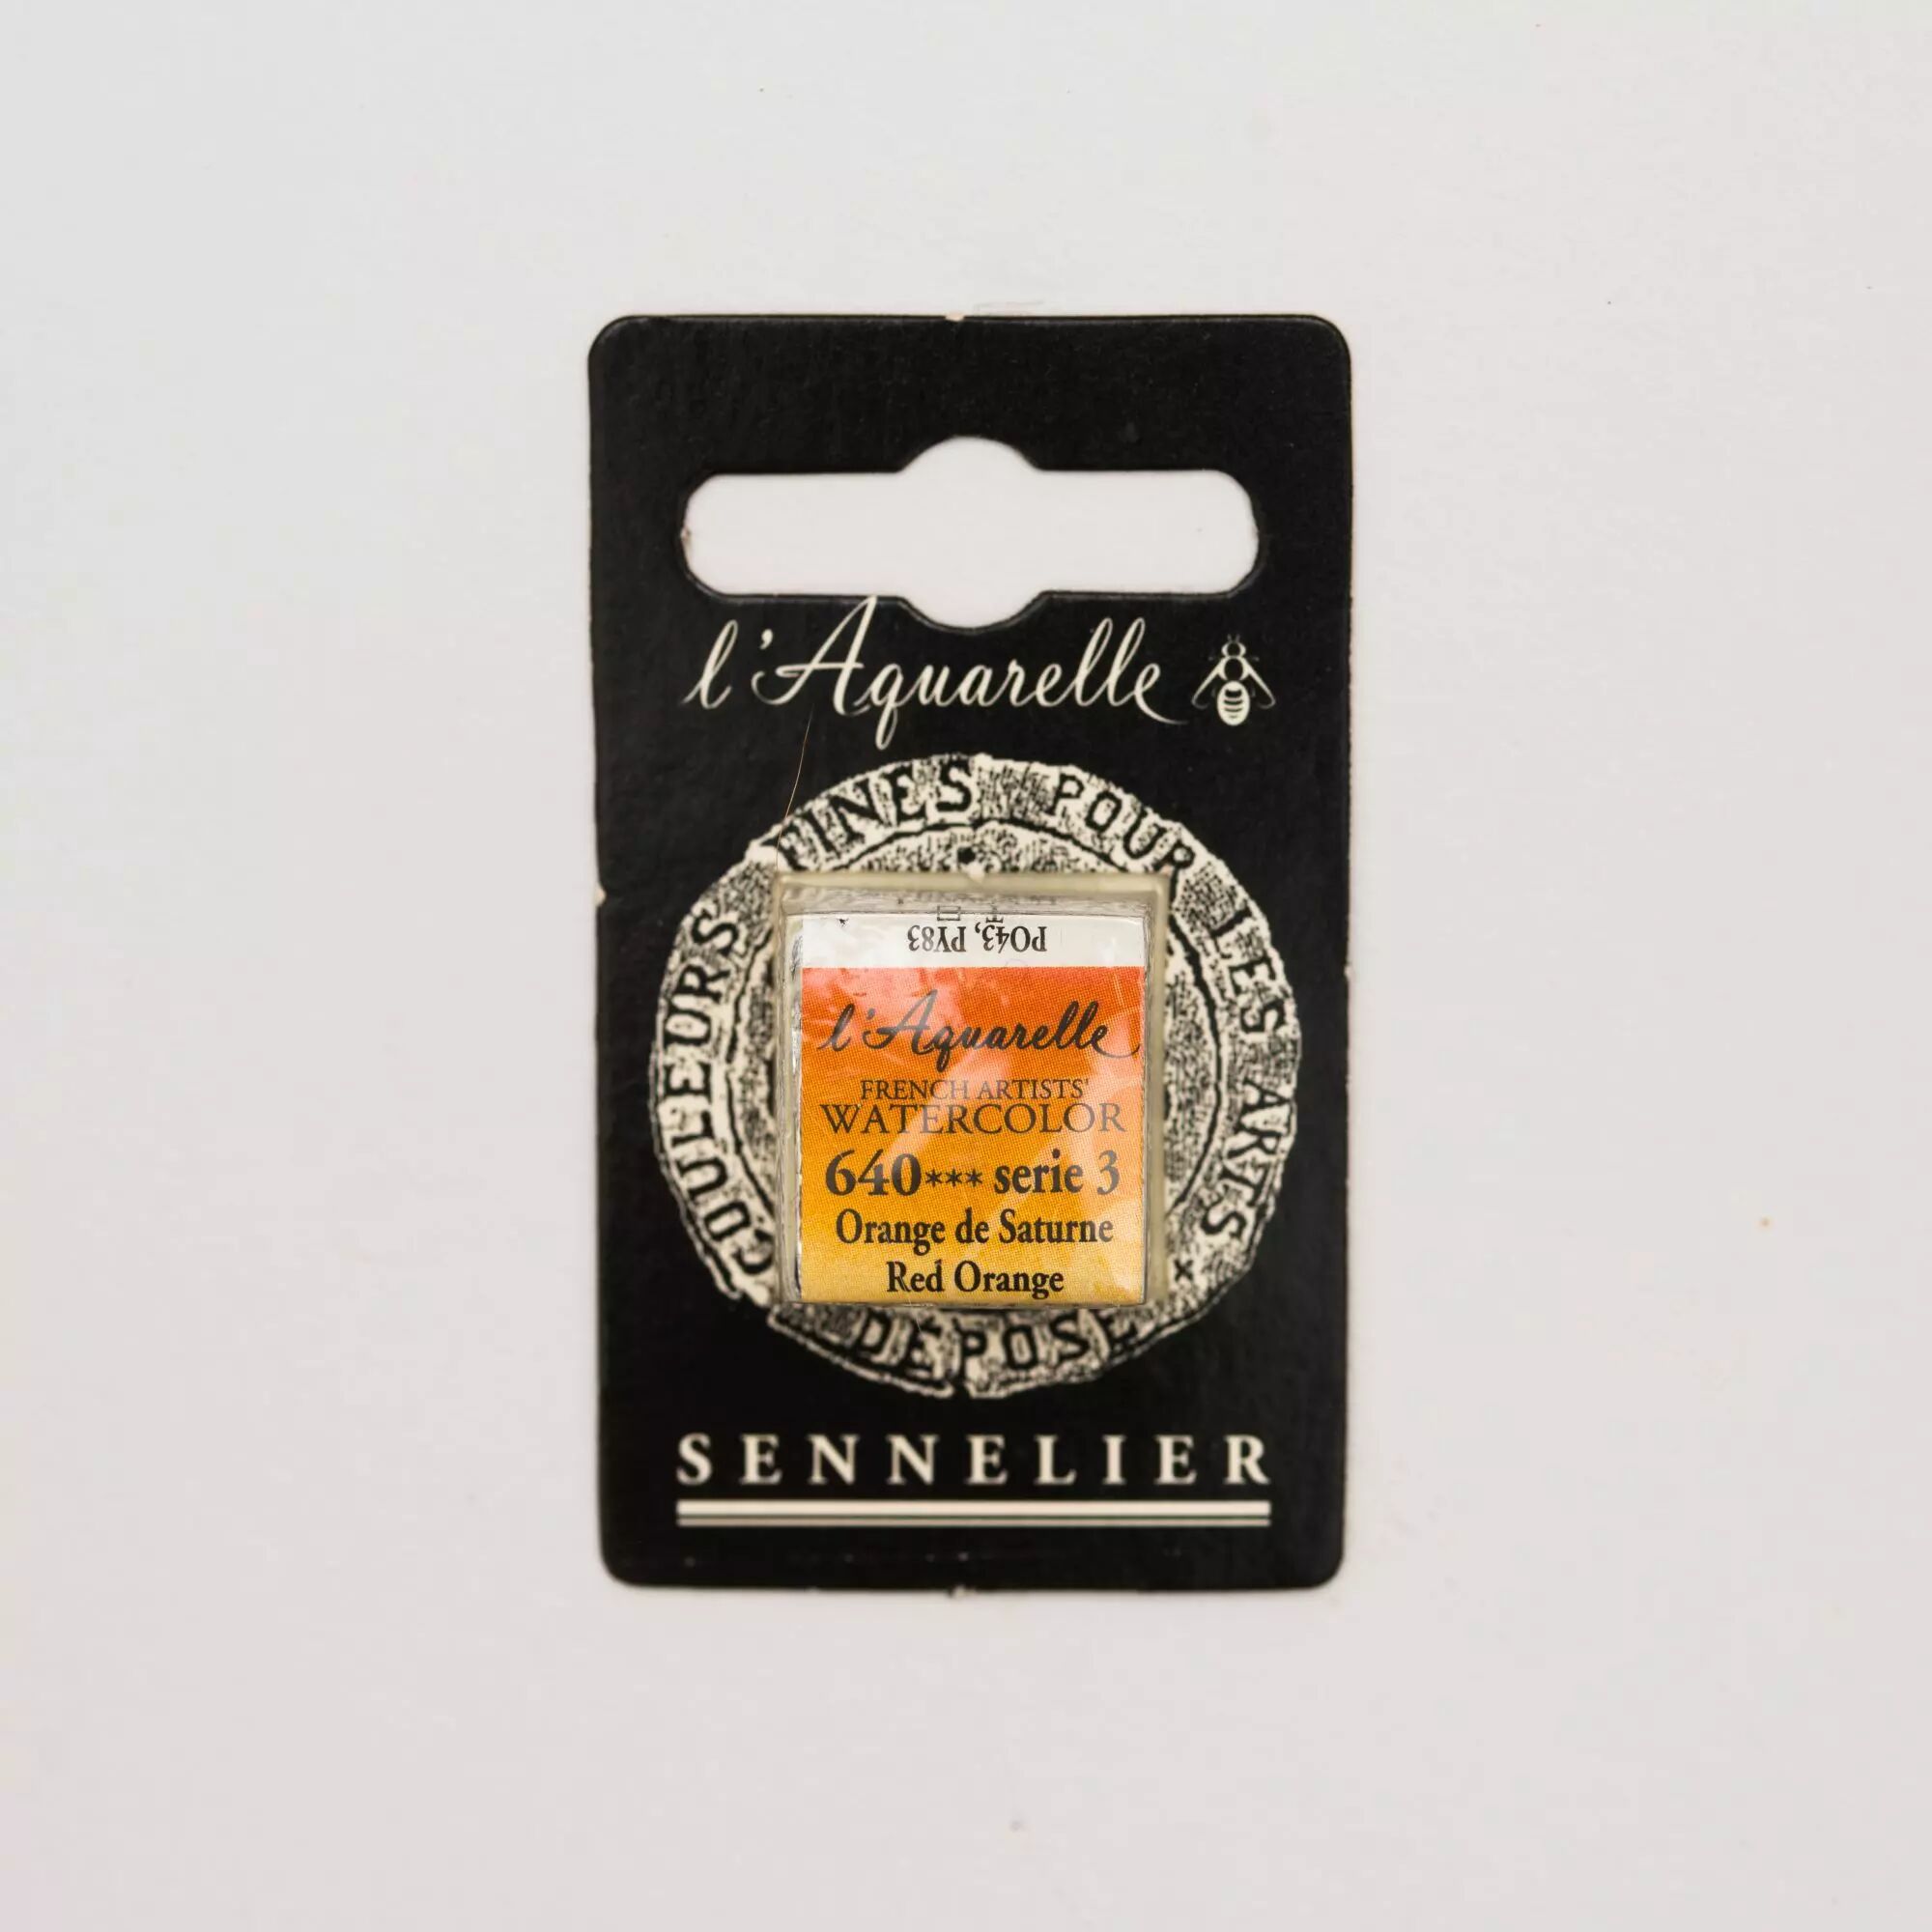 l'Aquarelle
COULEURS FINES POUR LES ARTS
DÉPOSÉ
PO43, PY83
l'Aquarelle
FRENCH ARTISTS'
WATERCOLOR
640*** serie 3
Orange de Saturne
Red Orange
SENNELIER